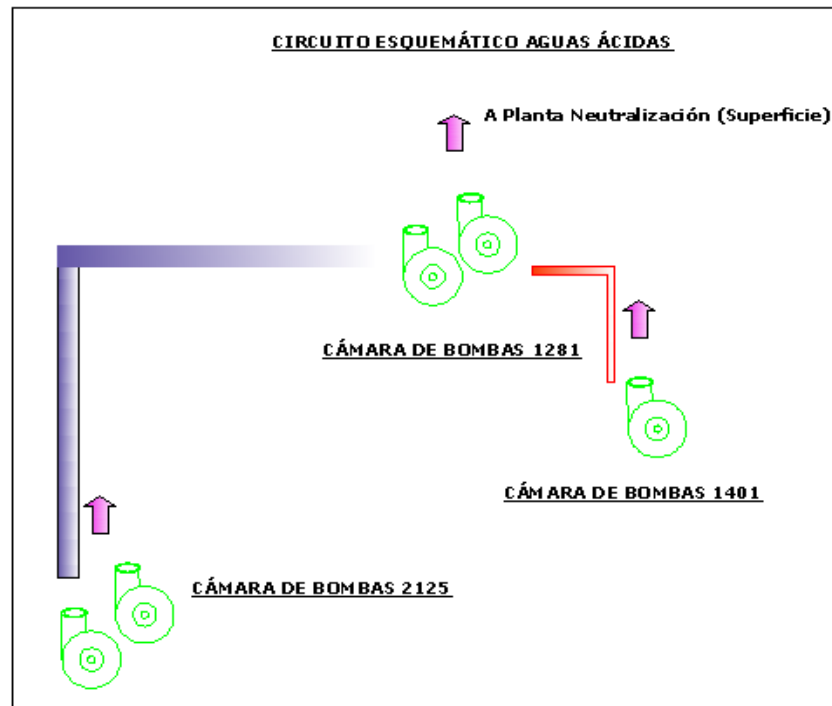 CIRCUITO ESQUEMÁTICO AGUAS ÁCIDAS
A Planta Neutralización (Superficie)
CÁMARA DE BOMBAS 1281
CÁMARA DE BOMBAS 1401
CÁMARA DE BOMBAS 2125